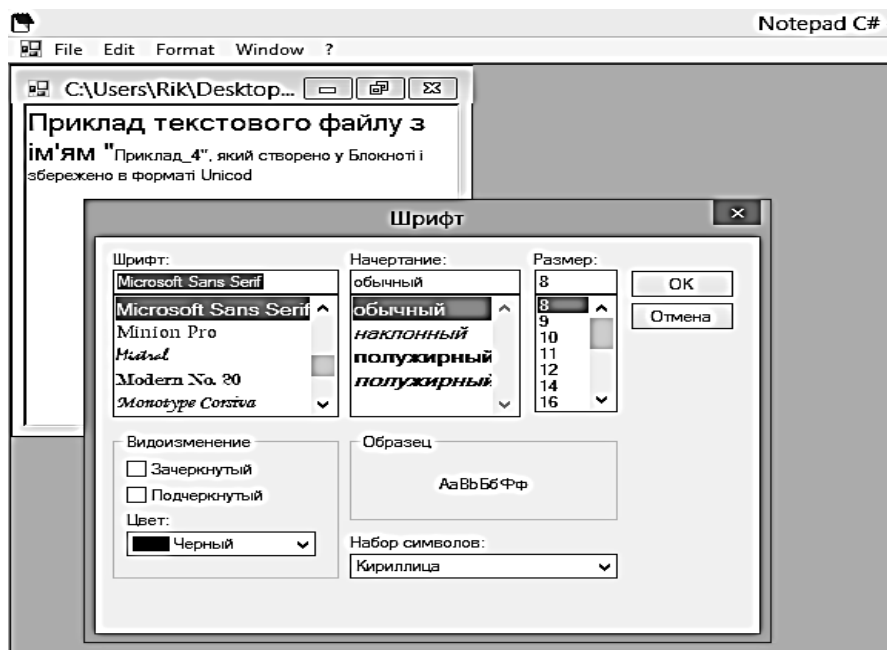 Notepad C#
File Edit Format Window ?
C:\Users\Rik\Desktop...
Приклад текстового файлу з
ім'ям "Приклад_4", який створено у Блокноті і
збережено в форматі Unicod
Шрифт
Шрифт:
Microsoft Sans Serif
Microsoft Sans Serif
Minion Pro
Mistral
Modern No. 20
Monotype Corsiva
Начертание:
обычный
обычный
наклонный
полужирный
полужирный
Размер:
8
8
9
10
11
12
14
16
OK
Отмена
Видоизменение
Зачеркнутый
Подчеркнутый
Цвет:
Черный
Образец
АаВbБбФф
Набор символов:
Кириллица